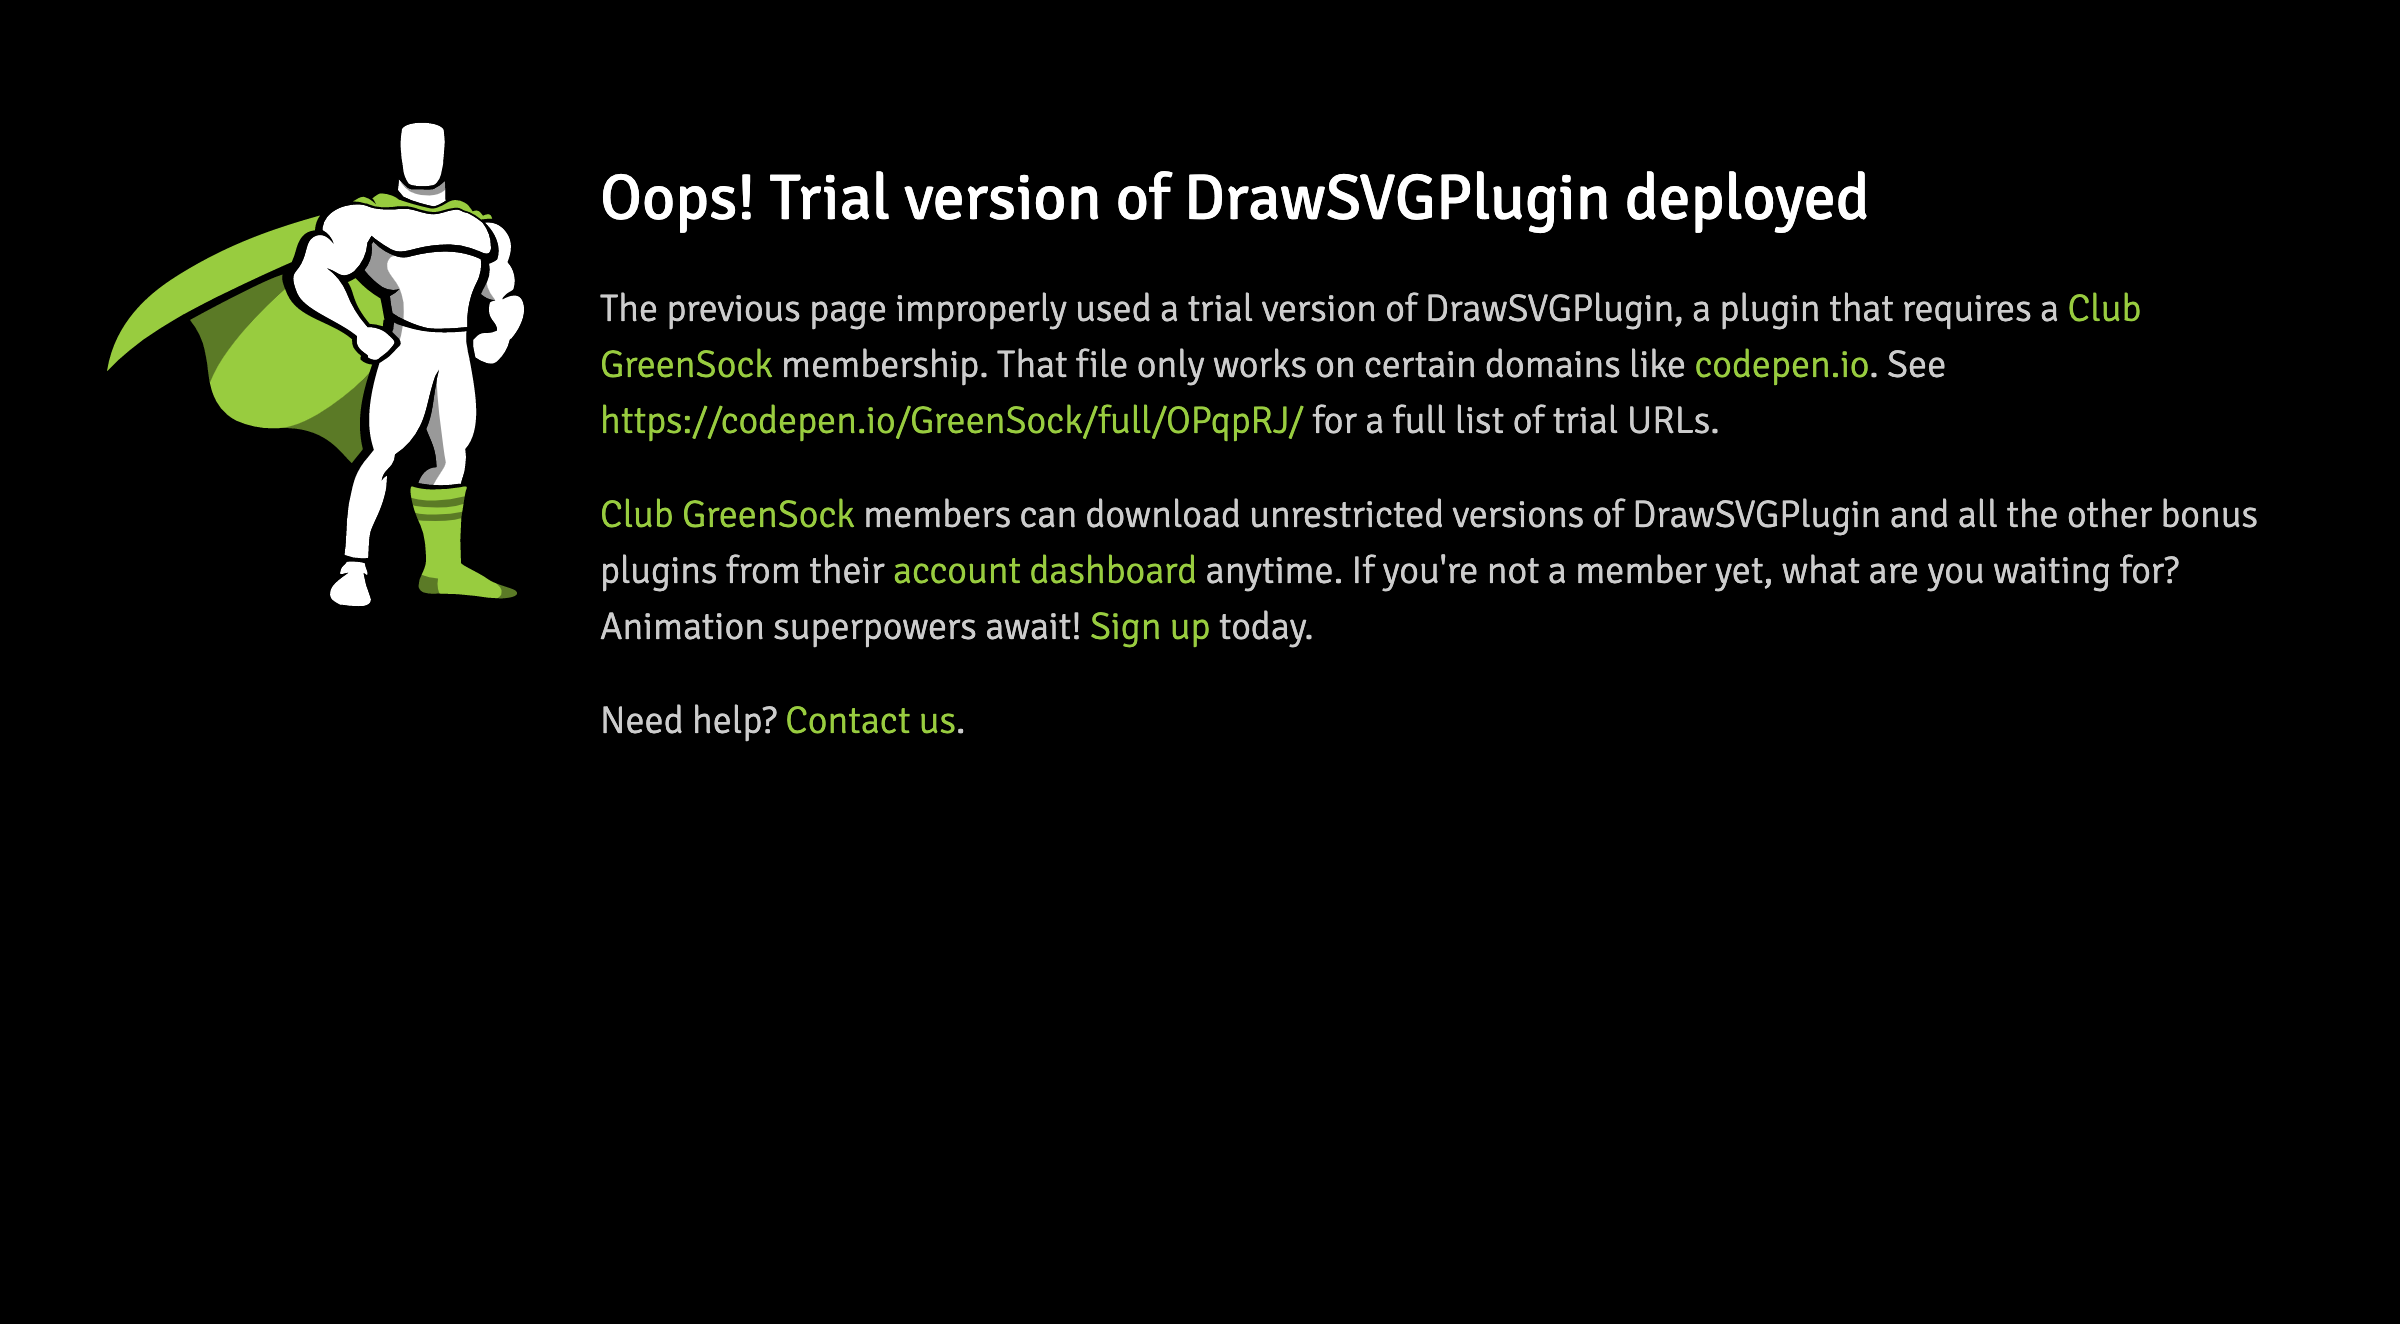 Oops! Trial version of DrawSVGPlugin deployed
The previous page improperly used a trial version of DrawSVGPlugin, a plugin that requires a Club
GreenSock membership. That file only works on certain domains like codepen.io. See
https://codepen.io/GreenSock/full/OPqpRJ/ for a full list of trial URLs.
Club GreenSock members can download unrestricted versions of DrawSVGPlugin and all the other bonus
plugins from their account dashboard anytime. If you're not a member yet, what are you waiting for?
Animation superpowers await! Sign up today.
Need help? Contact us.